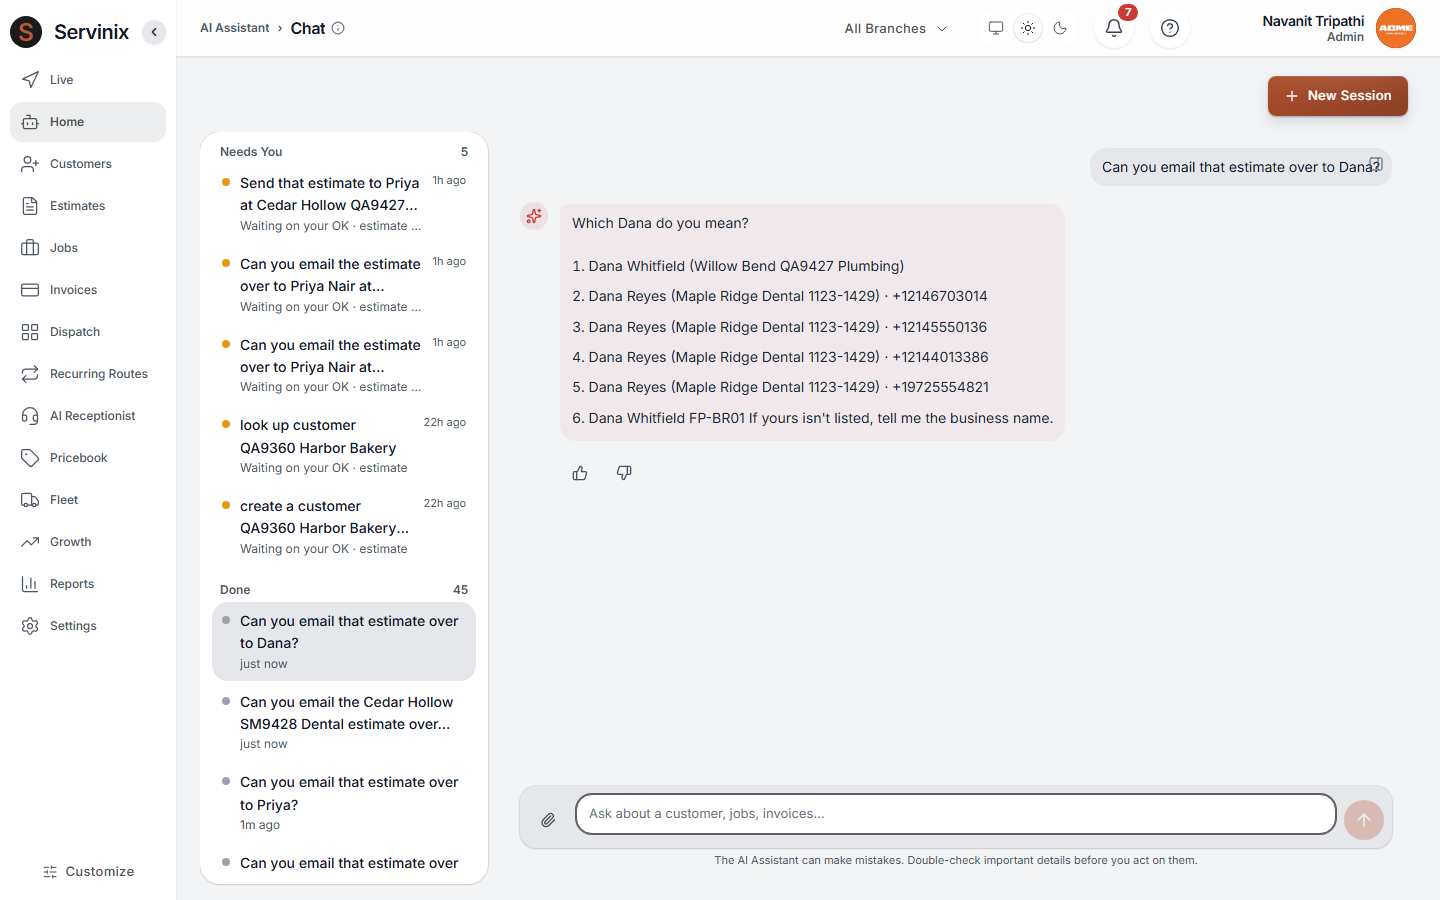 Servinix
Live
Home
Customers
Estimates
Jobs
Invoices
Dispatch
Recurring Routes
AI Receptionist
Pricebook
Fleet
Growth
Reports
Settings
Customize
AI Assistant › Chat
All Branches
7
Navanit Tripathi
Admin
ACME
+ New Session
Needs You 5
Send that estimate to Priya 1h ago
at Cedar Hollow QA9427...
Waiting on your OK · estimate ...
Can you email the estimate 1h ago
over to Priya Nair at...
Waiting on your OK · estimate ...
Can you email the estimate 1h ago
over to Priya Nair at...
Waiting on your OK · estimate ...
look up customer 22h ago
QA9360 Harbor Bakery
Waiting on your OK · estimate
create a customer 22h ago
QA9360 Harbor Bakery...
Waiting on your OK · estimate
Done 45
Can you email that estimate over
to Dana?
just now
Can you email the Cedar Hollow
SM9428 Dental estimate over...
just now
Can you email that estimate over
to Priya?
1m ago
Can you email that estimate over
Can you email that estimate over to Dana?
Which Dana do you mean?
1. Dana Whitfield (Willow Bend QA9427 Plumbing)
2. Dana Reyes (Maple Ridge Dental 1123-1429) · +12146703014
3. Dana Reyes (Maple Ridge Dental 1123-1429) · +12145550136
4. Dana Reyes (Maple Ridge Dental 1123-1429) · +12144013386
5. Dana Reyes (Maple Ridge Dental 1123-1429) · +19725554821
6. Dana Whitfield FP-BR01 If yours isn't listed, tell me the business name.
Ask about a customer, jobs, invoices...
The AI Assistant can make mistakes. Double-check important details before you act on them.